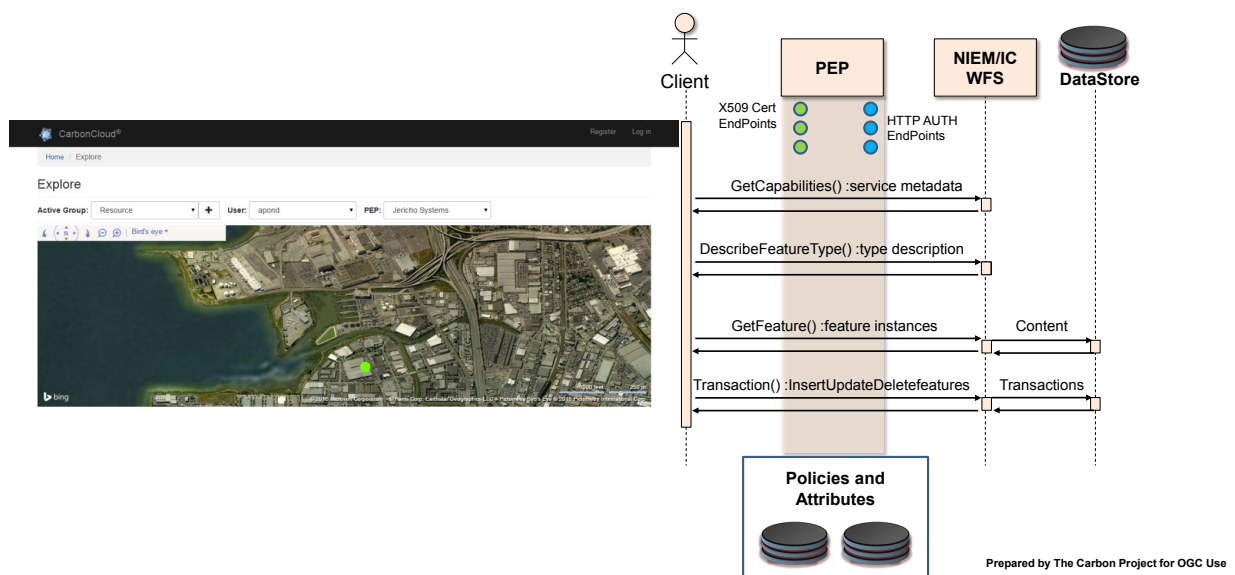 CarbonCloud®
Register Log in
Home / Explore
Explore
Active Group: Resource + User: apond PEP: Jericho Systems
N Bird's eye
bing
250 m
Client
PEP
NIEM/IC
WFS
DataStore
X509 Cert
EndPoints
HTTP AUTH
EndPoints
GetCapabilities() :service metadata
DescribeFeatureType() :type description
GetFeature() :feature instances
Content
Transaction() :InsertUpdateDeletefeatures
Transactions
Policies and
Attributes
Prepared by The Carbon Project for OGC Use